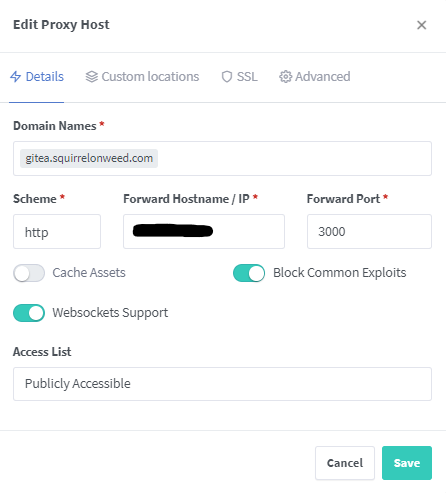 Edit Proxy Host
Details Custom locations SSL Advanced
Domain Names *
gitea.squirrelonweed.com
Scheme * Forward Hostname / IP * Forward Port *
http 3000
Cache Assets Block Common Exploits
Websockets Support
Access List
Publicly Accessible
Cancel Save